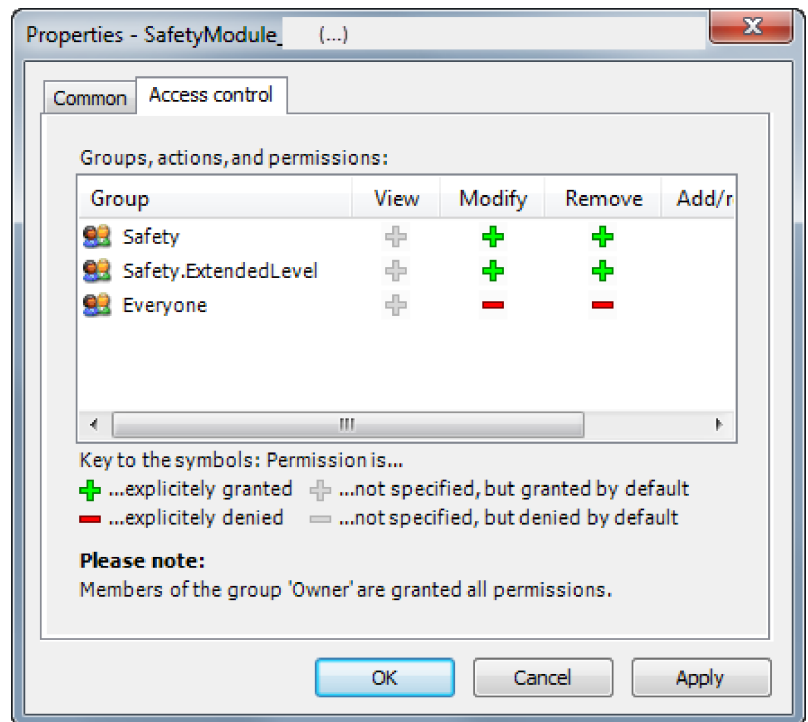 Properties - SafetyModule_ (...)
Common Access control
Groups, actions, and permissions:
Group View Modify Remove Add/r
Safety
Safety.ExtendedLevel
Everyone
Key to the symbols: Permission is...
...explicitely granted ...not specified, but granted by default
...explicitely denied ...not specified, but denied by default
Please note:
Members of the group 'Owner' are granted all permissions.
OK Cancel Apply